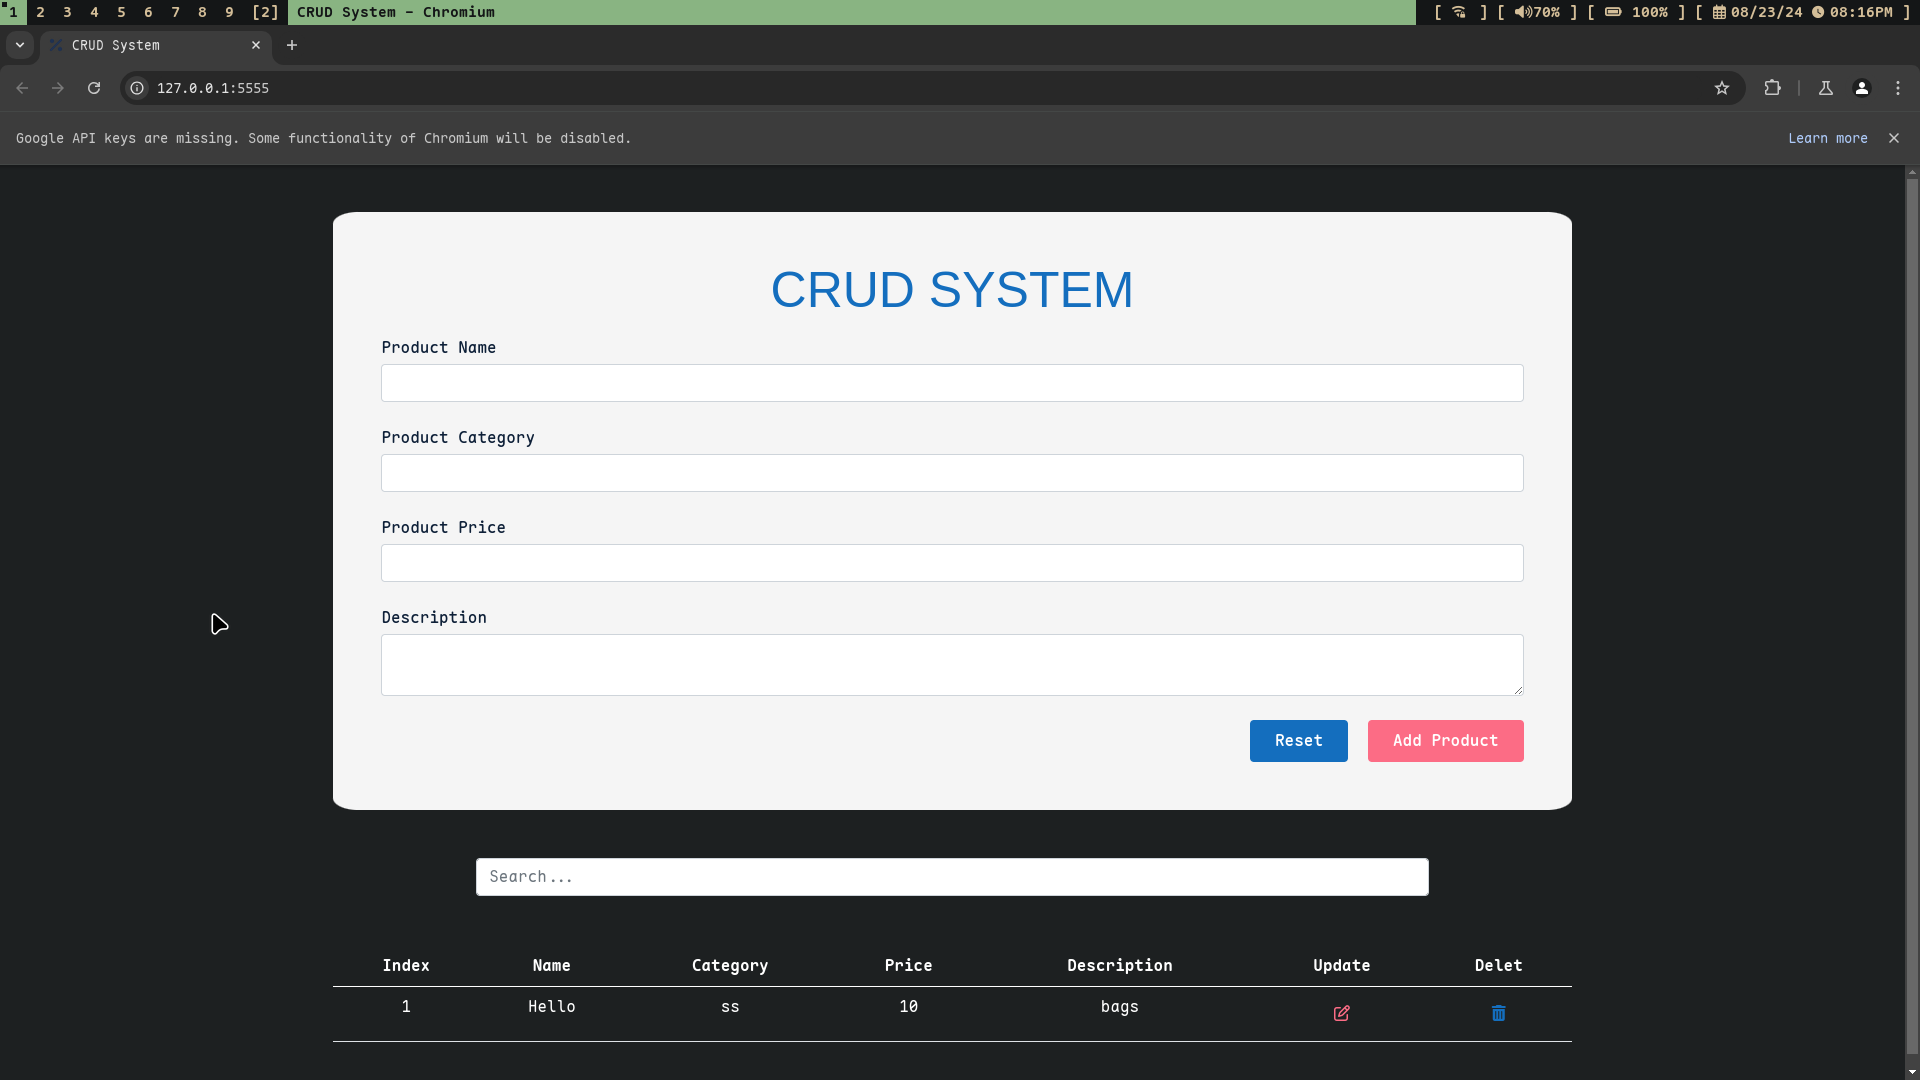 1 2 3 4 5 6 7 8 9 [2] CRUD System - Chromium [ ] [ 70% ] [ 100% ] [ 08/23/24 08:16PM ]
CRUD System
127.0.0.1:5555
Google API keys are missing. Some functionality of Chromium will be disabled. Learn more
CRUD SYSTEM
Product Name
Product Category
Product Price
Description
Reset Add Product
Search...
Index Name Category Price Description Update Delet
1 Hello ss 10 bags